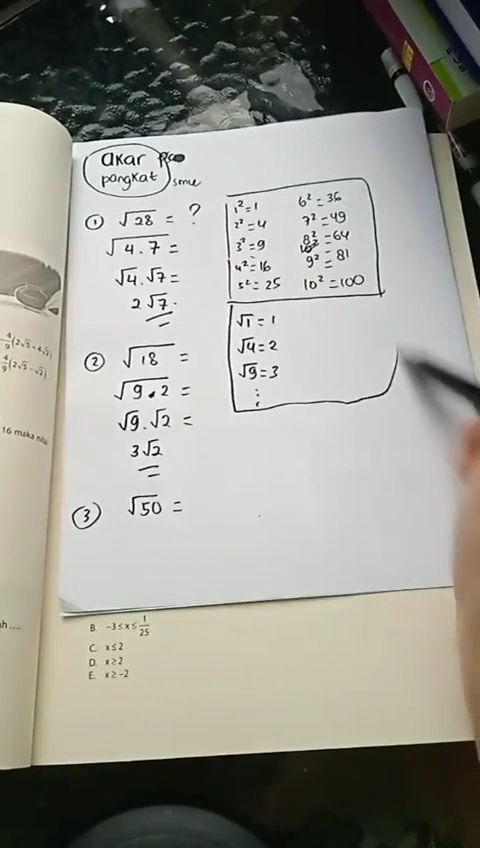 akar
pangkat
① √28 = ?
√4.7 =
√4.√7 =
2√7.
② √18 =
√9.2 =
√9.√2 =
3√2
③ √50 =
1²=1 6²=36
2²=4 7²=49
3²=9 8²=64
4²=16 9²=81
5²=25 10²=100
√1=1
√4=2
√9=3
⋮
16 maka
B. -3≤x≤1/25
C. x≤2
D. x≥2
E. x≥-2